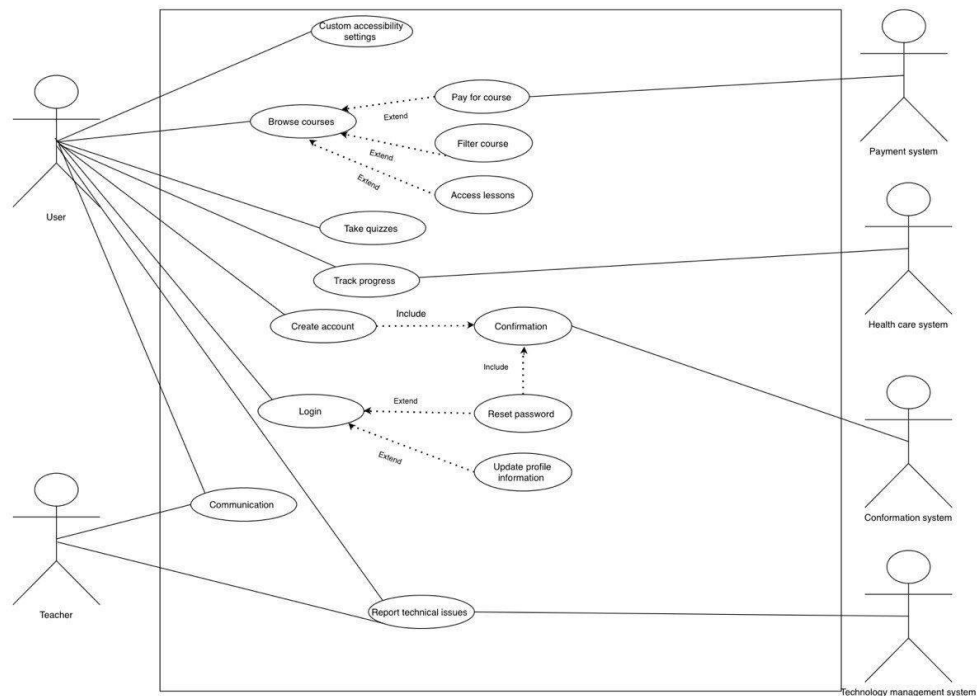 Custom accessibility
settings
Pay for course
Browse courses
Extend
Filter course
Payment system
Extend
Extend
Access lessons
User
Take quizzes
Track progress
Create account
Include
Confirmation
Health care system
Include
Login
Extend
Reset password
Extend
Update profile
information
Communication
Conformation system
Teacher
Report technical issues
Technology management system